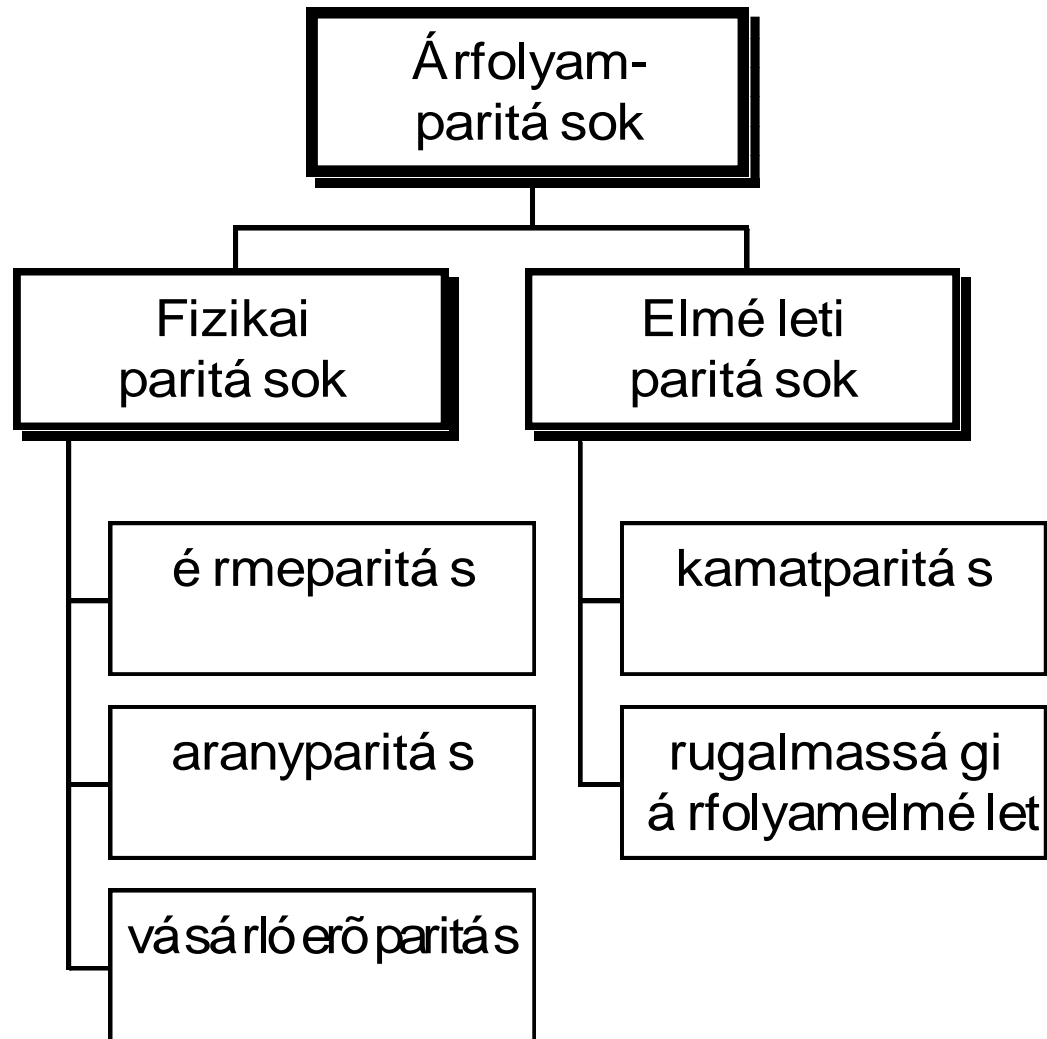 Árfolyam-
paritások
Fizikai
paritások
érmeparitás
aranyparitás
vásárlóerõparitás
Elméleti
paritások
kamatparitás
rugalmassági
árfolyamelmélet